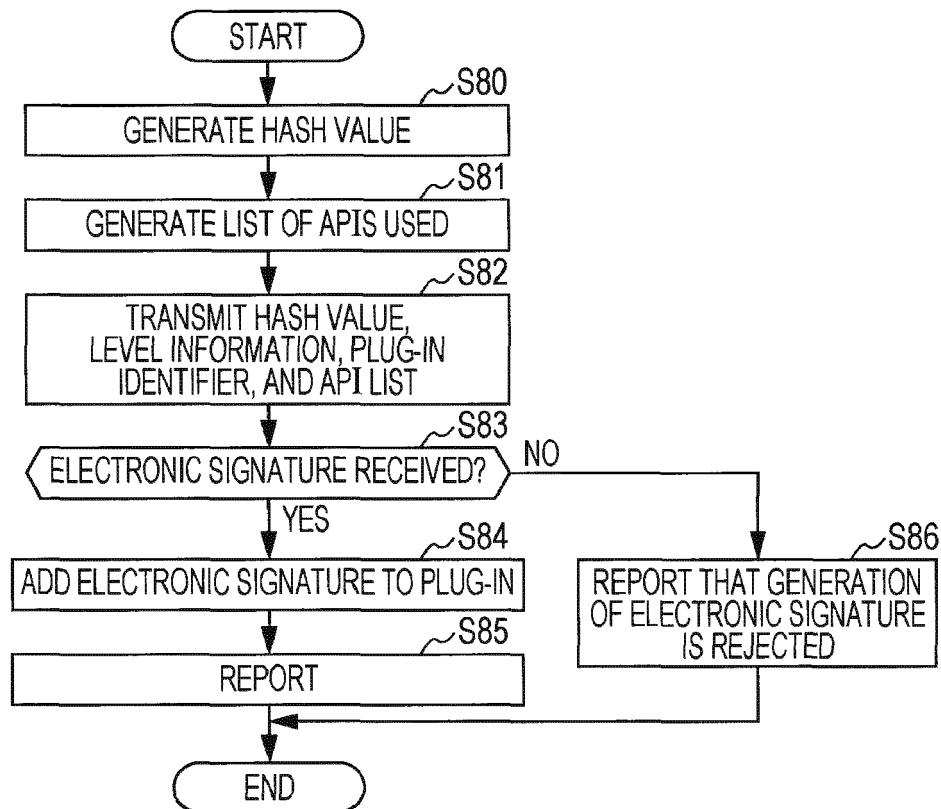 START
S80
GENERATE HASH VALUE
S81
GENERATE LIST OF APIS USED
S82
TRANSMIT HASH VALUE,
LEVEL INFORMATION, PLUG-IN
IDENTIFIER, AND API LIST
S83
ELECTRONIC SIGNATURE RECEIVED?
NO
YES
S84
ADD ELECTRONIC SIGNATURE TO PLUG-IN
S86
REPORT THAT GENERATION
OF ELECTRONIC SIGNATURE
IS REJECTED
S85
REPORT
END